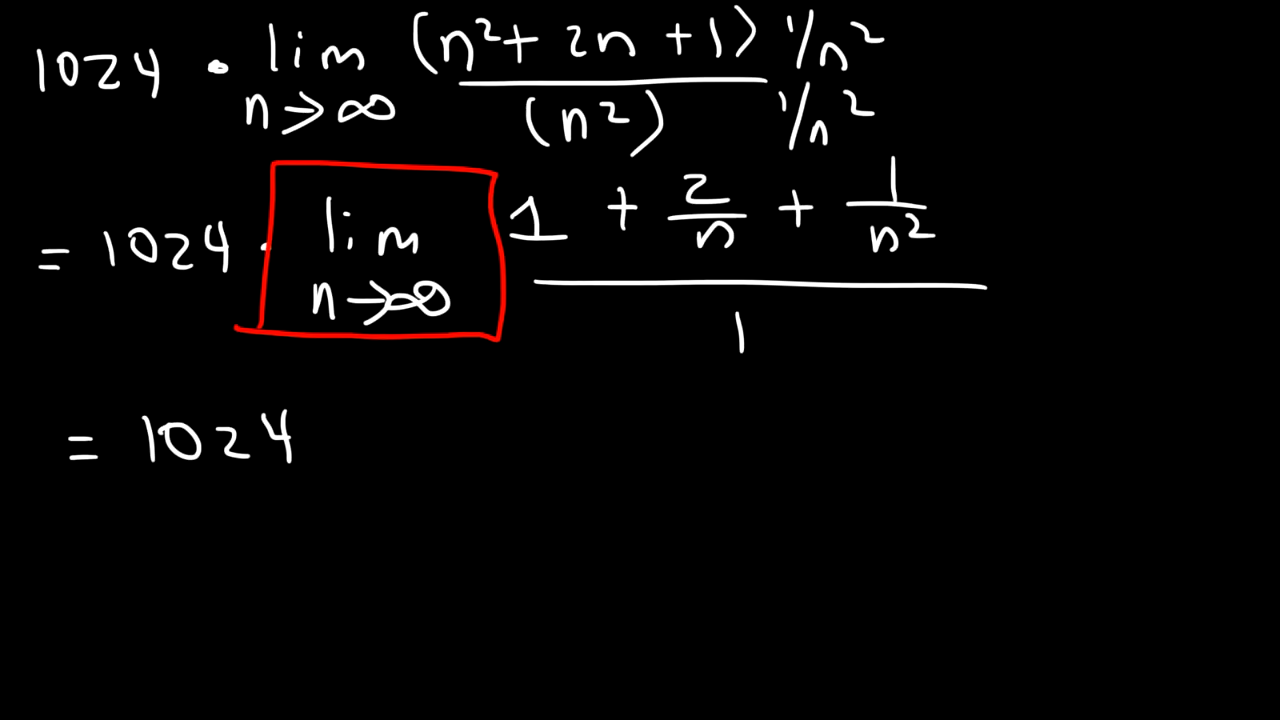 1024 • lim n→∞ (n² + 2n + 1) 1/n² / (n²) 1/n²
= 1024 • lim n→∞ 1 + 2/n + 1/n² / 1
= 1024